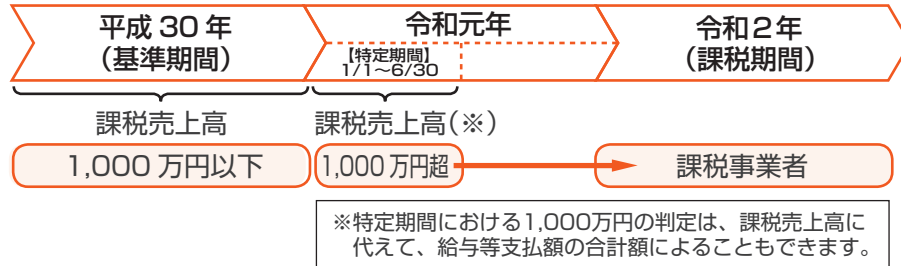 平成 30 年
(基準期間)
令和元年
【特定期間】
1/1~6/30
令和2年
(課税期間)
課税売上高
課税売上高(※)
1,000 万円以下
1,000 万円超
課税事業者
※特定期間における1,000万円の判定は、課税売上高に
代えて、給与等支払額の合計額によることもできます。